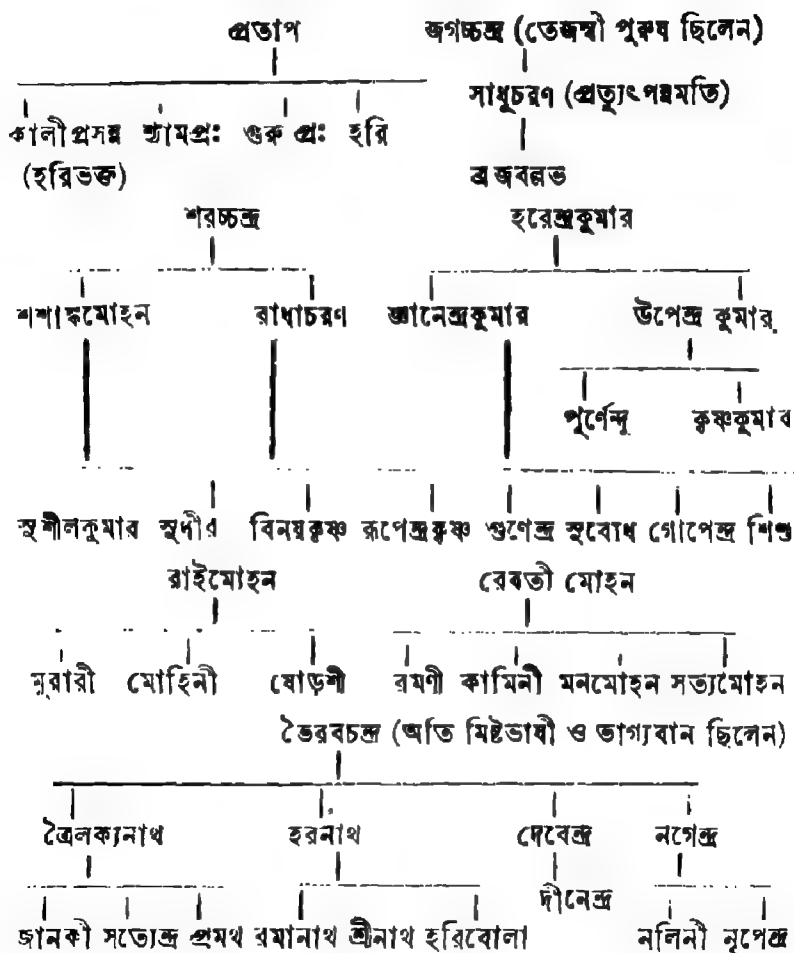 প্রতাপ জগচ্চন্দ্র (তেজস্বী পুরুষ ছিলেন)
সাধুচরণ (প্রত্যুৎপন্নমতি)
কালীপ্রসন্ন শ্যামপ্রঃ গুরু প্রঃ হরি
(হরিভক্ত) ব্রজবল্লভ
শরচ্চন্দ্র হরেন্দ্রকুমার
শশাঙ্কমোহন রাধাচরণ জ্ঞানেন্দ্রকুমার উপেন্দ্র কুমার
পূর্ণেন্দু কৃষ্ণকুমার
সুশীলকুমার সুধীর বিনয়কৃষ্ণ রূপেন্দ্রকৃষ্ণ গুণেন্দ্র সুবোধ গোপেন্দ্র শিশু
রাইমোহন রেবতী মোহন
মুরারী মোহিনী ষোড়শী রমণী কামিনী মনমোহন সত্যমোহন
ভৈরবচন্দ্র (অতি মিষ্টভাষী ও ভাগ্যবান ছিলেন)
ত্রৈলক্যনাথ হরনাথ দেবেন্দ্র নগেন্দ্র
দীনেন্দ্র
জানকী সত্যেন্দ্র প্রমথ রমানাথ শ্রীনাথ হরিবোলা নলিনী নৃপেন্দ্র